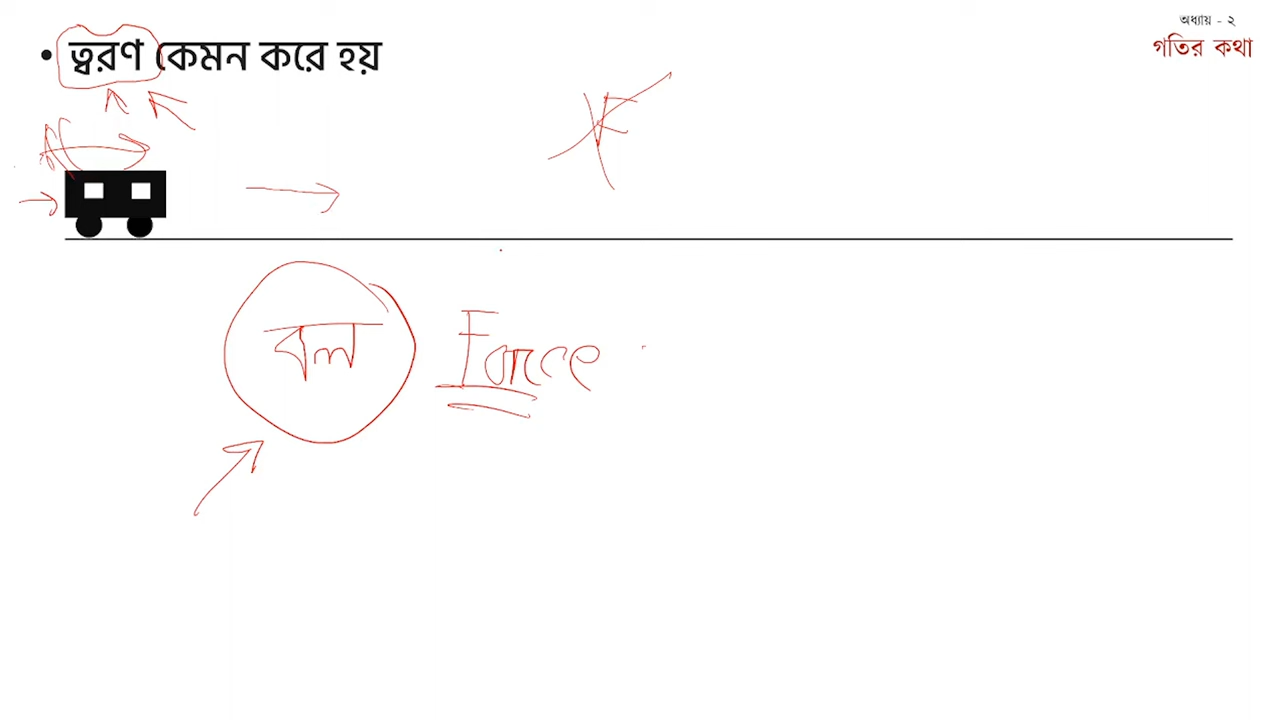 অধ্যায় - ২
গতির কথা
• ত্বরণ কেমন করে হয়
বল Force